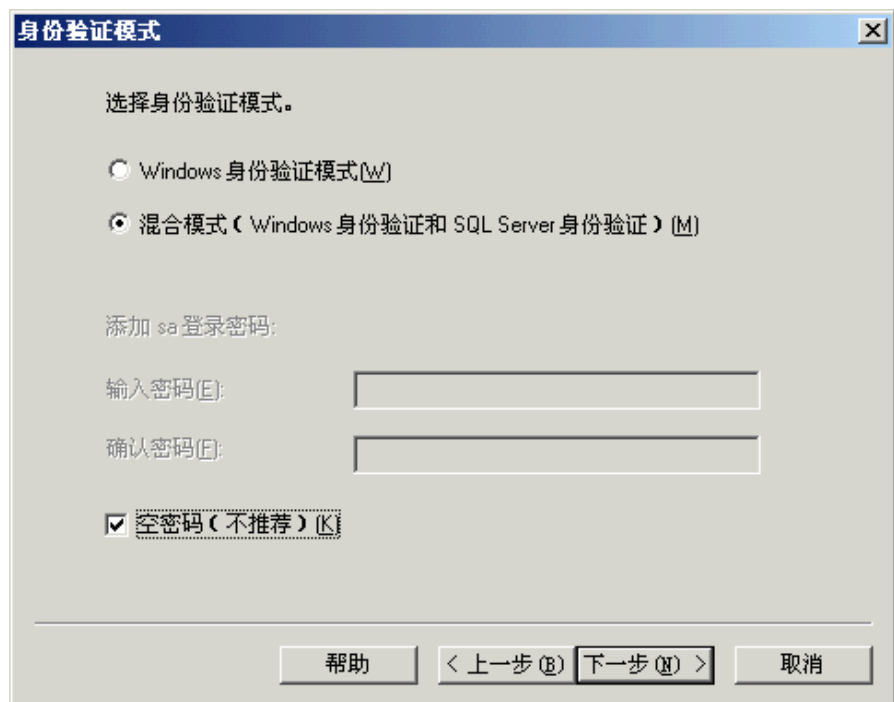 身份验证模式
选择身份验证模式。
Windows 身份验证模式(W)
混合模式（Windows 身份验证和 SQL Server 身份验证）(M)
添加 sa 登录密码:
输入密码(E):
确认密码(F):
空密码（不推荐）(K)
帮助 < 上一步(B) 下一步(N) > 取消